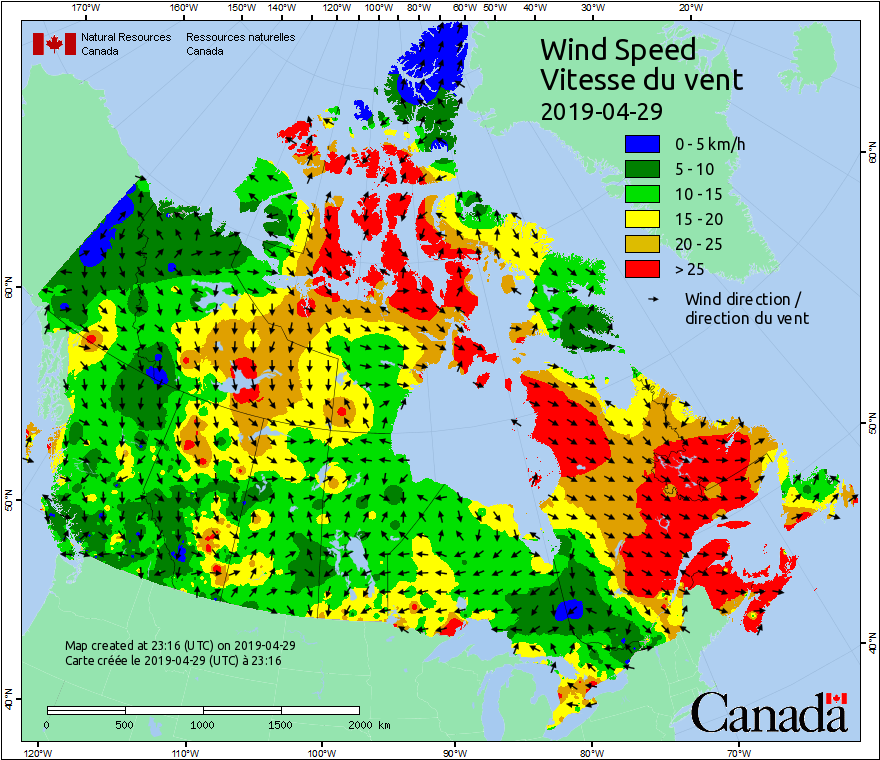 170°W 160°W 150°W 140°W 130°W 120°W 110°W 100°W 80°W 60°W 50°W 40°W 30°W 20°W
Natural Resources
Canada
Ressources naturelles
Canada
Wind Speed
Vitesse du vent
2019-04-29
0 - 5 km/h
5 - 10
10 - 15
15 - 20
20 - 25
> 25
Wind direction /
direction du vent
60°N
50°N
40°N
60°N
50°N
40°N
Map created at 23:16 (UTC) on 2019-04-29
Carte créée le 2019-04-29 (UTC) à 23:16
0 500 1000 1500 2000 km
Canada
120°W 110°W 100°W 90°W 80°W 70°W